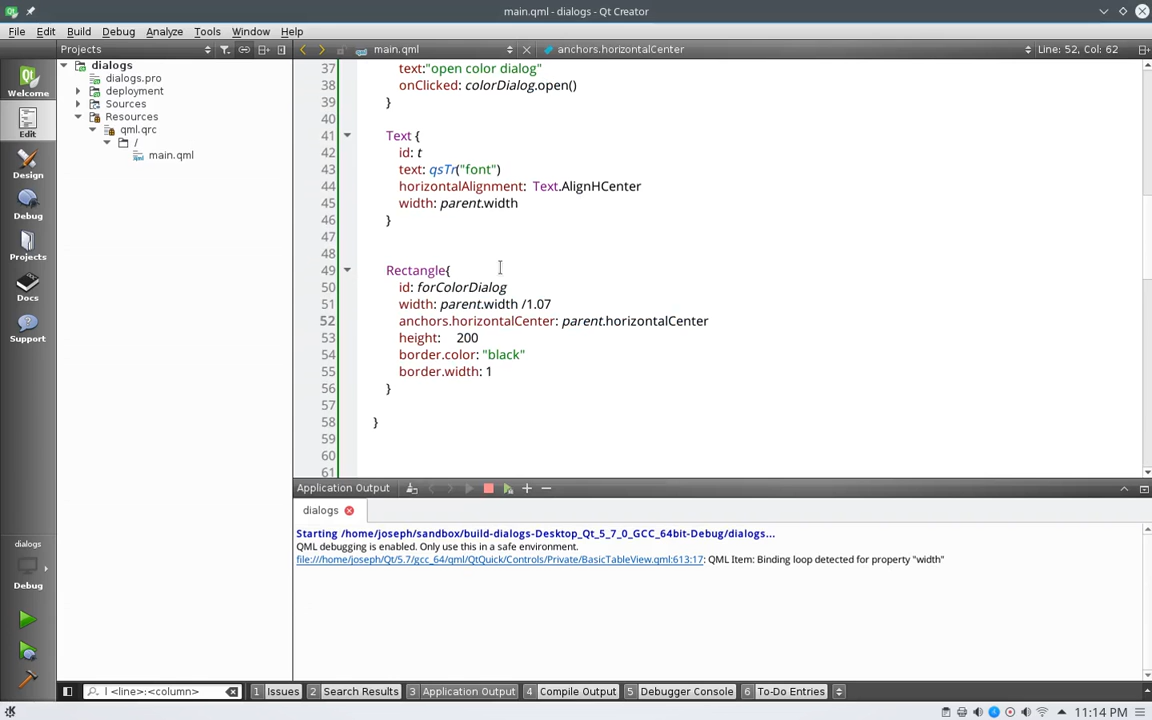 main.qml - dialogs - Qt Creator
File Edit Build Debug Analyze Tools Window Help
Projects main.qml anchors.horizontalCenter Line: 52, Col: 62
Welcome
Edit
Design
Debug
Projects
Docs
Support
dialogs
Debug
dialogs
dialogs.pro
deployment
Sources
Resources
qml.qrc
/
main.qml
37 text:"open color dialog"
38 onClicked: colorDialog.open()
39 }
40
41 Text {
42 id: t
43 text: qsTr("font")
44 horizontalAlignment: Text.AlignHCenter
45 width: parent.width
46 }
47
48
49 Rectangle{
50 id: forColorDialog
51 width: parent.width /1.07
52 anchors.horizontalCenter: parent.horizontalCenter
53 height: 200
54 border.color: "black"
55 border.width: 1
56 }
57
58 }
59
60
61
Application Output
dialogs
Starting /home/joseph/sandbox/build-dialogs-Desktop_Qt_5_7_0_GCC_64bit-Debug/dialogs...
QML debugging is enabled. Only use this in a safe environment.
file:///home/joseph/Qt/5.7/gcc_64/qml/QtQuick/Controls/Private/BasicTableView.qml:613:17: QML Item: Binding loop detected for property "width"
l <line>:<column> 1 Issues 2 Search Results 3 Application Output 4 Compile Output 5 Debugger Console 6 To-Do Entries
11:14 PM